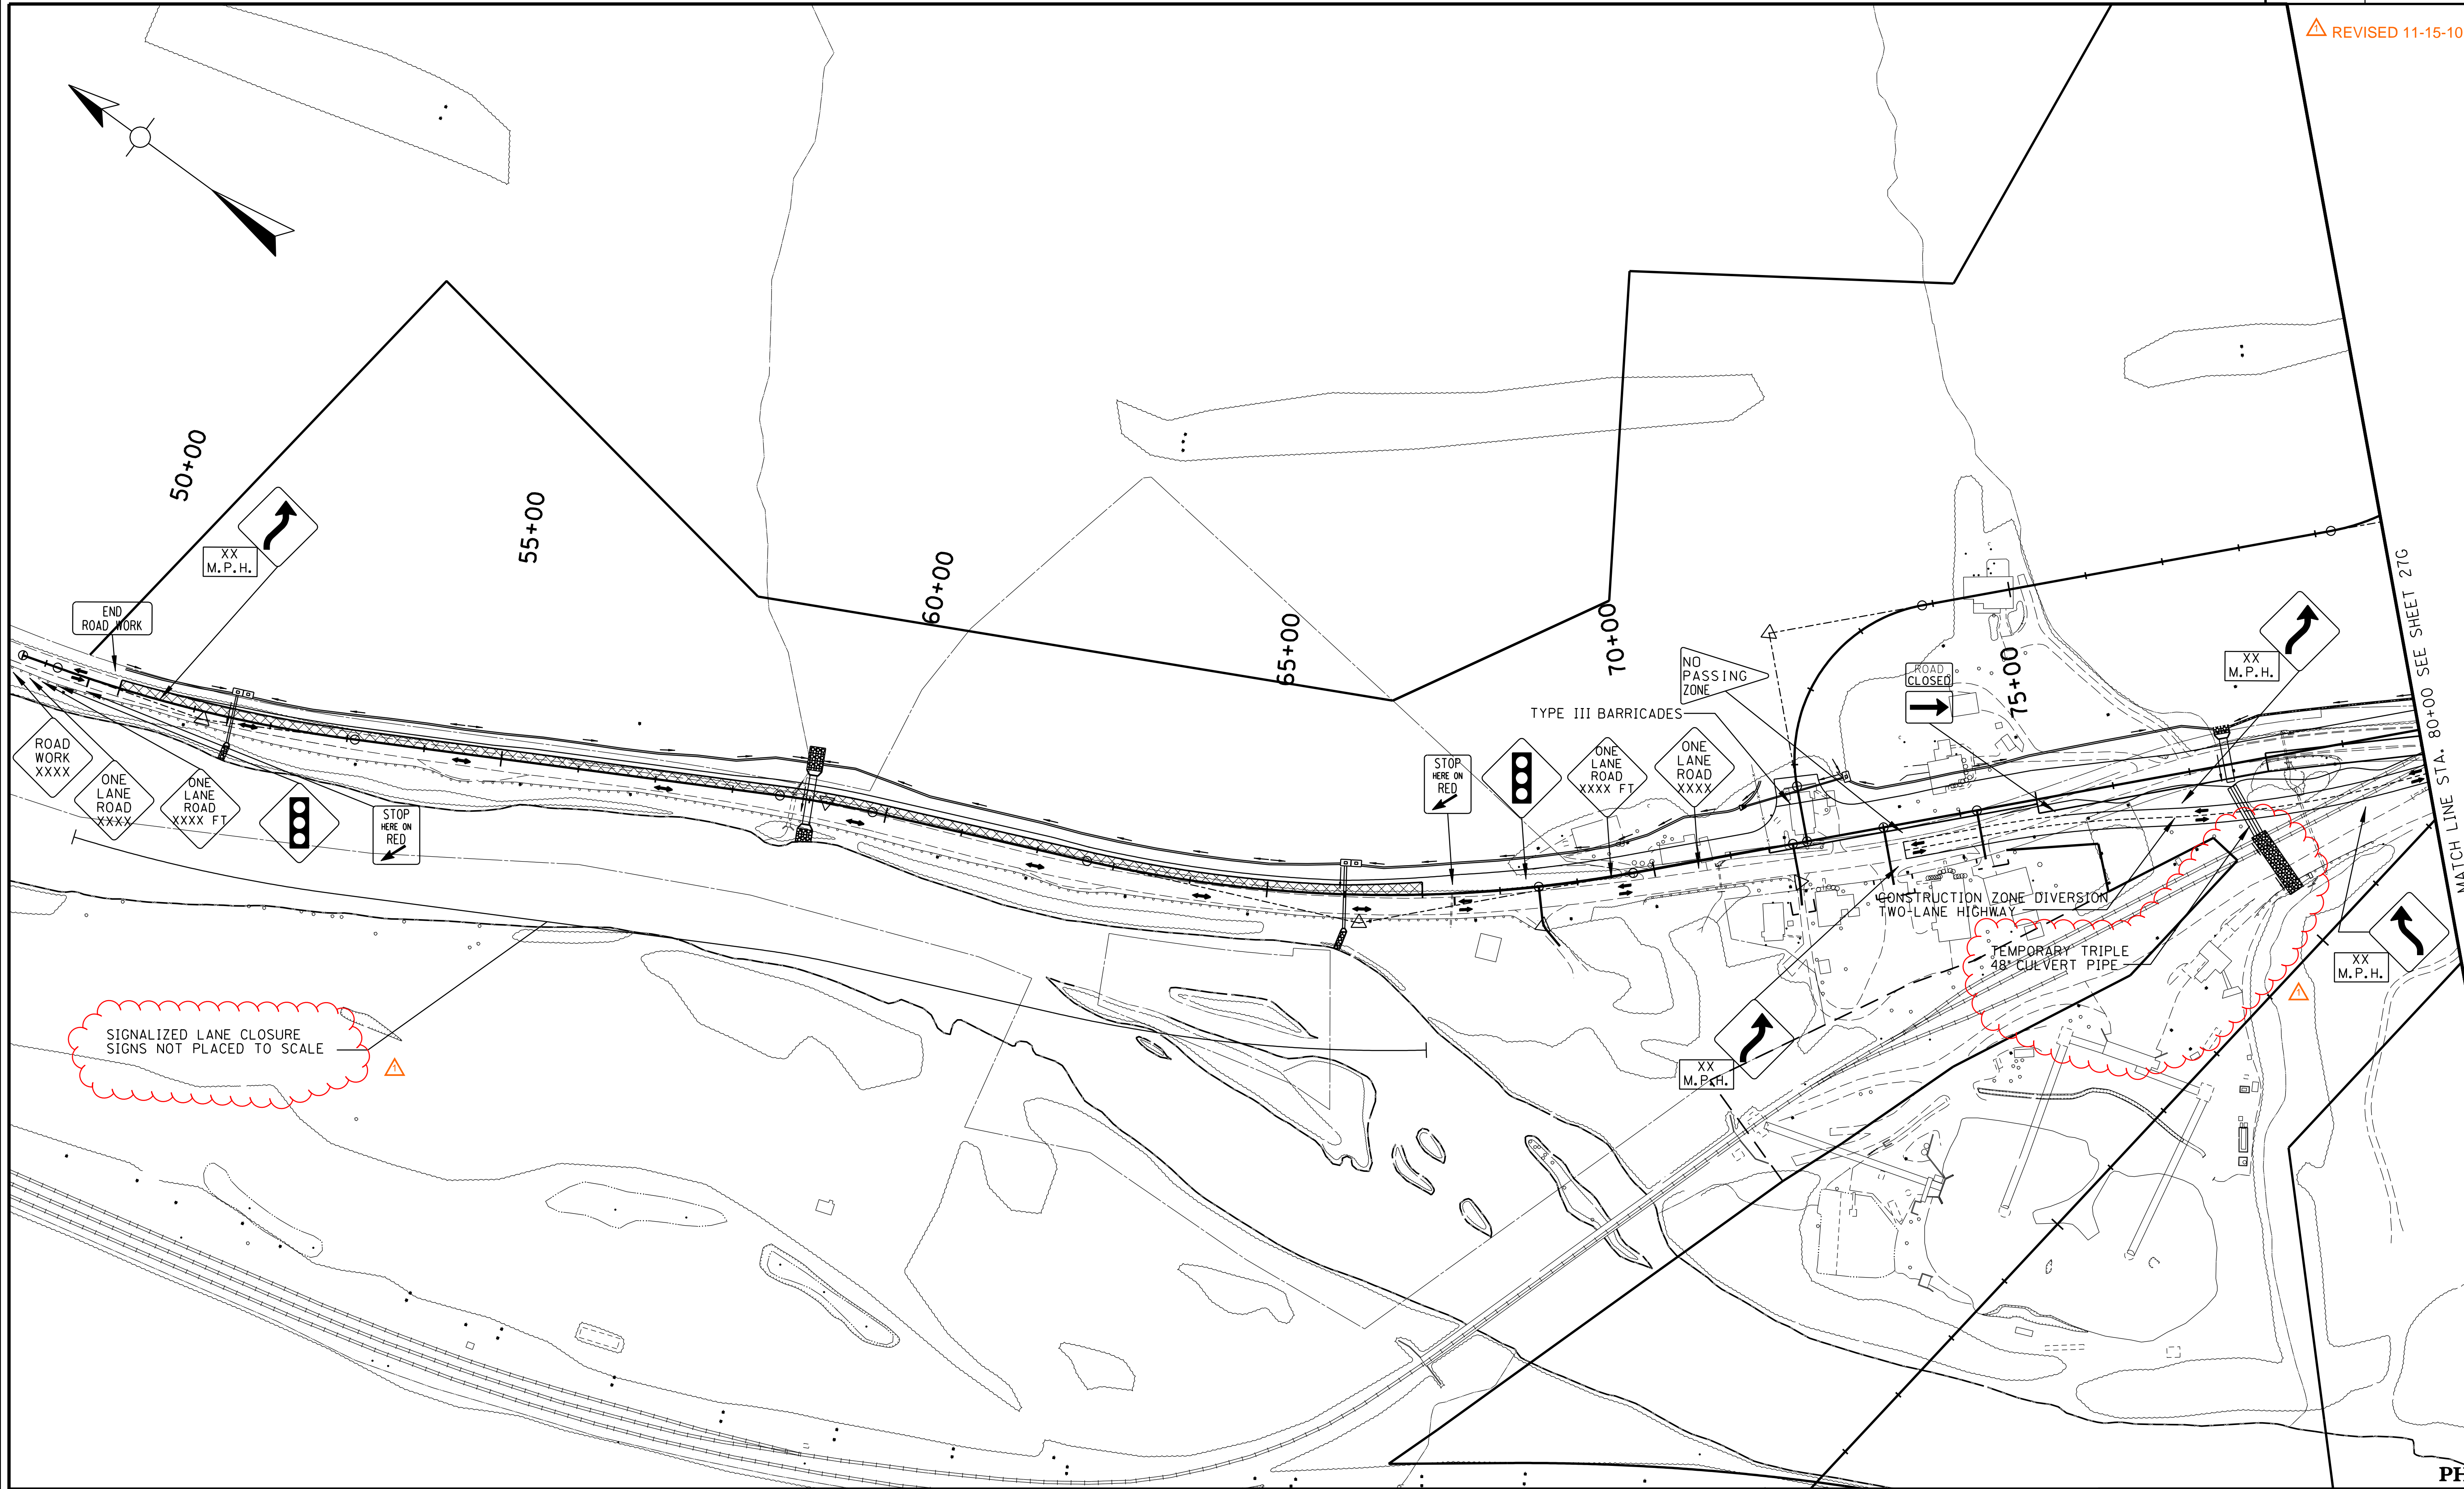 ⚠ REVISED 11-15-10
50+00
55+00
60+00
65+00
70+00
75+00
XX
M.P.H.
END
ROAD WORK
ROAD
WORK
XXXX
ONE
LANE
ROAD
XXXX
ONE
LANE
ROAD
XXXX FT
STOP
HERE ON
RED
SIGNALIZED LANE CLOSURE
SIGNS NOT PLACED TO SCALE
1
STOP
HERE ON
RED
ONE
LANE
ROAD
XXXX FT
ONE
LANE
ROAD
XXXX
TYPE III BARRICADES
NO
PASSING
ZONE
ROAD
CLOSED
XX
M.P.H.
CONSTRUCTION ZONE DIVERSION
TWO-LANE HIGHWAY
TEMPORARY TRIPLE
48" CULVERT PIPE
1
XX
M.P.H.
XX
M.P.H.
MATCH LINE STA. 80+00 SEE SHEET 27G